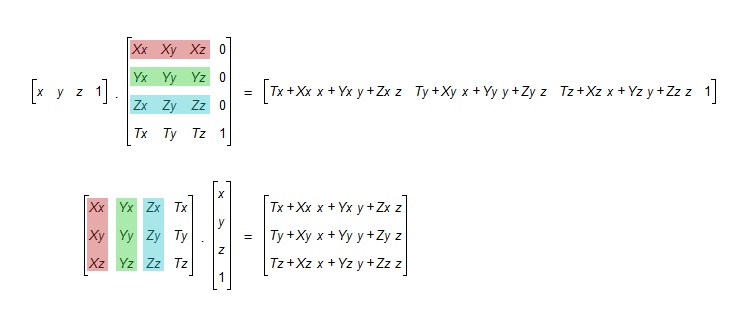 Xx Xy Xz 0
Yx Yy Yz 0
[x y z 1] . Zx Zy Zz 0 = [Tx+Xx x+Yx y+Zx z Ty+Xy x+Yy y+Zy z Tz+Xz x+Yz y+Zz z 1]
Tx Ty Tz 1
x
Xx Yx Zx Tx y Tx+Xx x+Yx y+Zx z
Xy Yy Zy Ty . = Ty+Xy x+Yy y+Zy z
Xz Yz Zz Tz z Tz+Xz x+Yz y+Zz z
1